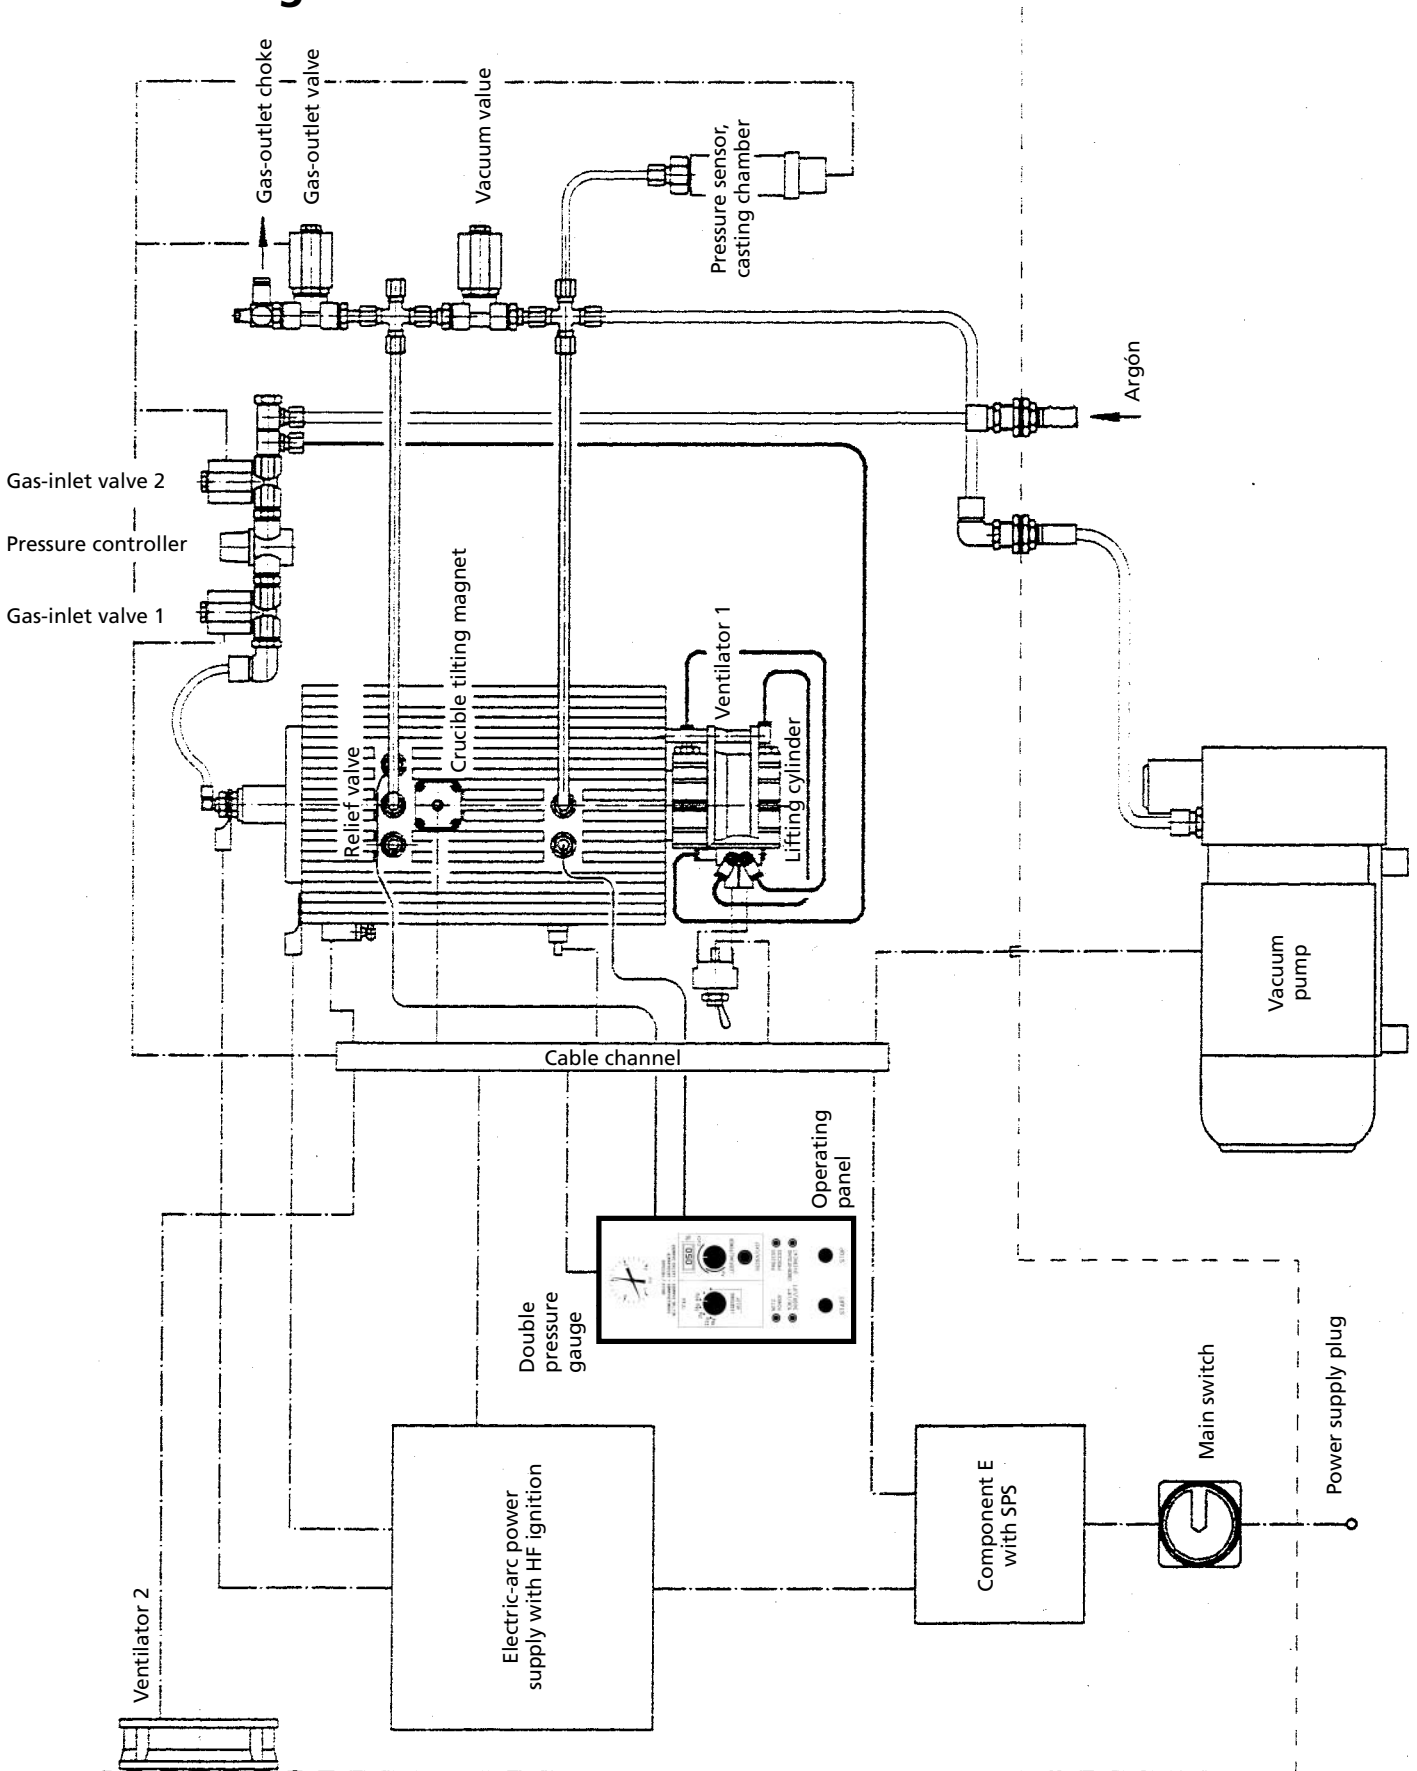 Gas-outlet choke
Gas-outlet valve
Vacuum value
Pressure sensor,
casting chamber
Argón
Gas-inlet valve 2
Pressure controller
Gas-inlet valve 1
Crucible tilting magnet
Relief valve
Ventilator 1
Lifting cylinder
Vacuum
pump
Cable channel
Operating
panel
Double
pressure
gauge
050
START
STOP
Main switch
Power supply plug
Component E
with SPS
Electric-arc power
supply with HF ignition
Ventilator 2